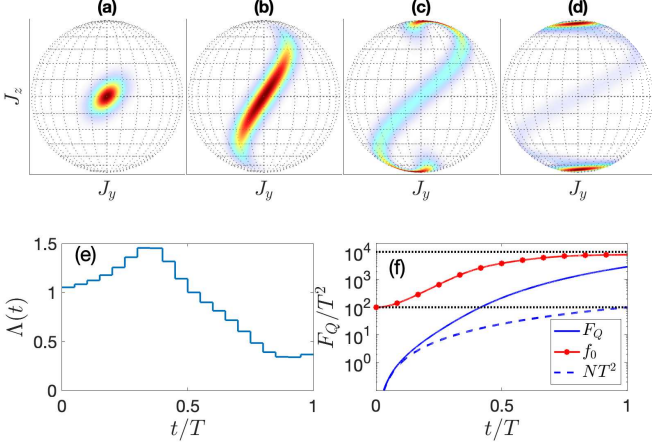 (a) (b) (c) (d)
J_z
J_y J_y J_y J_y
(e) (f)
Λ(t)
1.5
1
0.5
0
0 0.5 1
t/T
F_Q/T^2
10^4
10^3
10^2
10^1
10^0
F_Q
f_0
NT^2
0 0.5 1
t/T